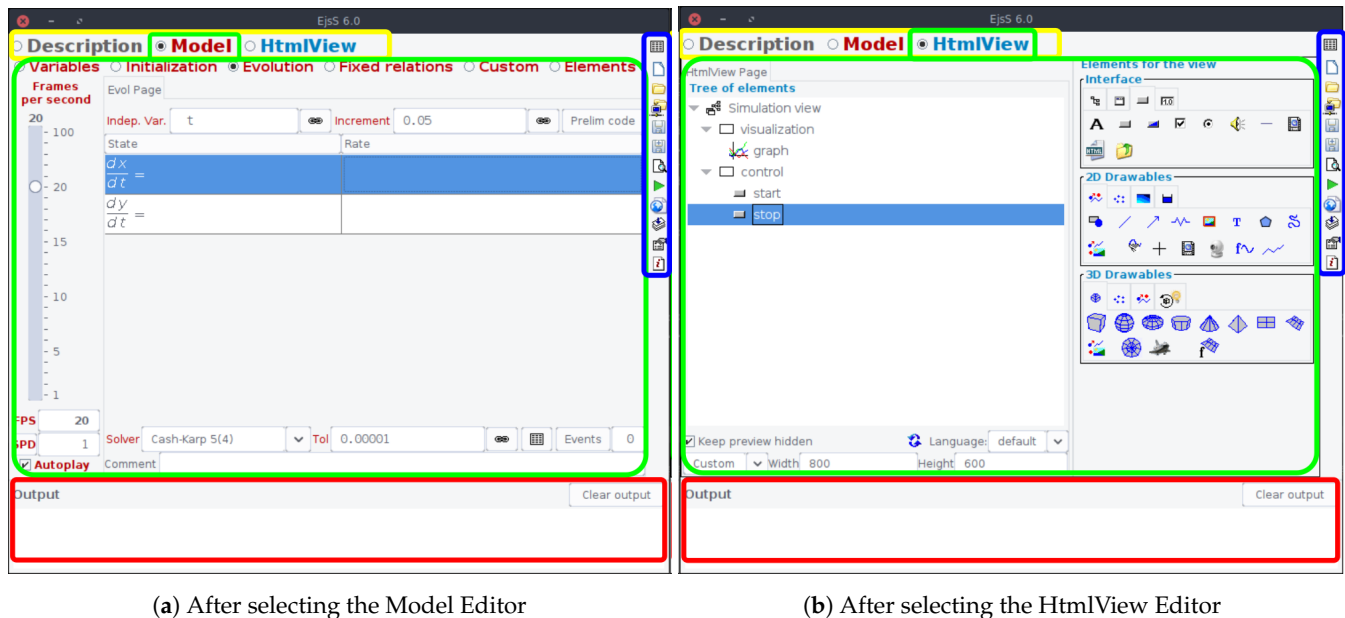 EjsS 6.0
Description Model HtmlView
Variables Initialization Evolution Fixed relations Custom Elements
Frames
per second
20
100
20
15
10
5
1
FPS 20
SPD 1
Autoplay
Evol Page
Indep. Var. t Increment 0.05 Prelim code
State Rate
dx
dt =
dy
dt =
Solver Cash-Karp 5(4) Tol 0.00001 Events 0
Comment
Output Clear output
(a) After selecting the Model Editor
EjsS 6.0
Description Model HtmlView
HtmlView Page
Tree of elements
Simulation view
visualization
graph
control
start
stop
Keep preview hidden Language: default
Custom Width 800 Height 600
Elements for the view
Interface
F1.0
A
HTML
2D Drawables
T
f
3D Drawables
3D
f
Output Clear output
(b) After selecting the HtmlView Editor